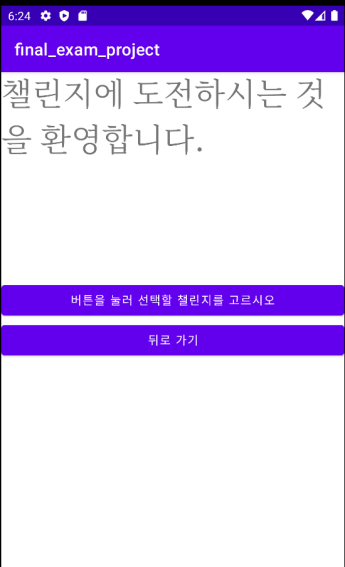 6:24
final_exam_project
챌린지에 도전하시는 것
을 환영합니다.
버튼을 눌러 선택할 챌린지를 고르시오
뒤로 가기